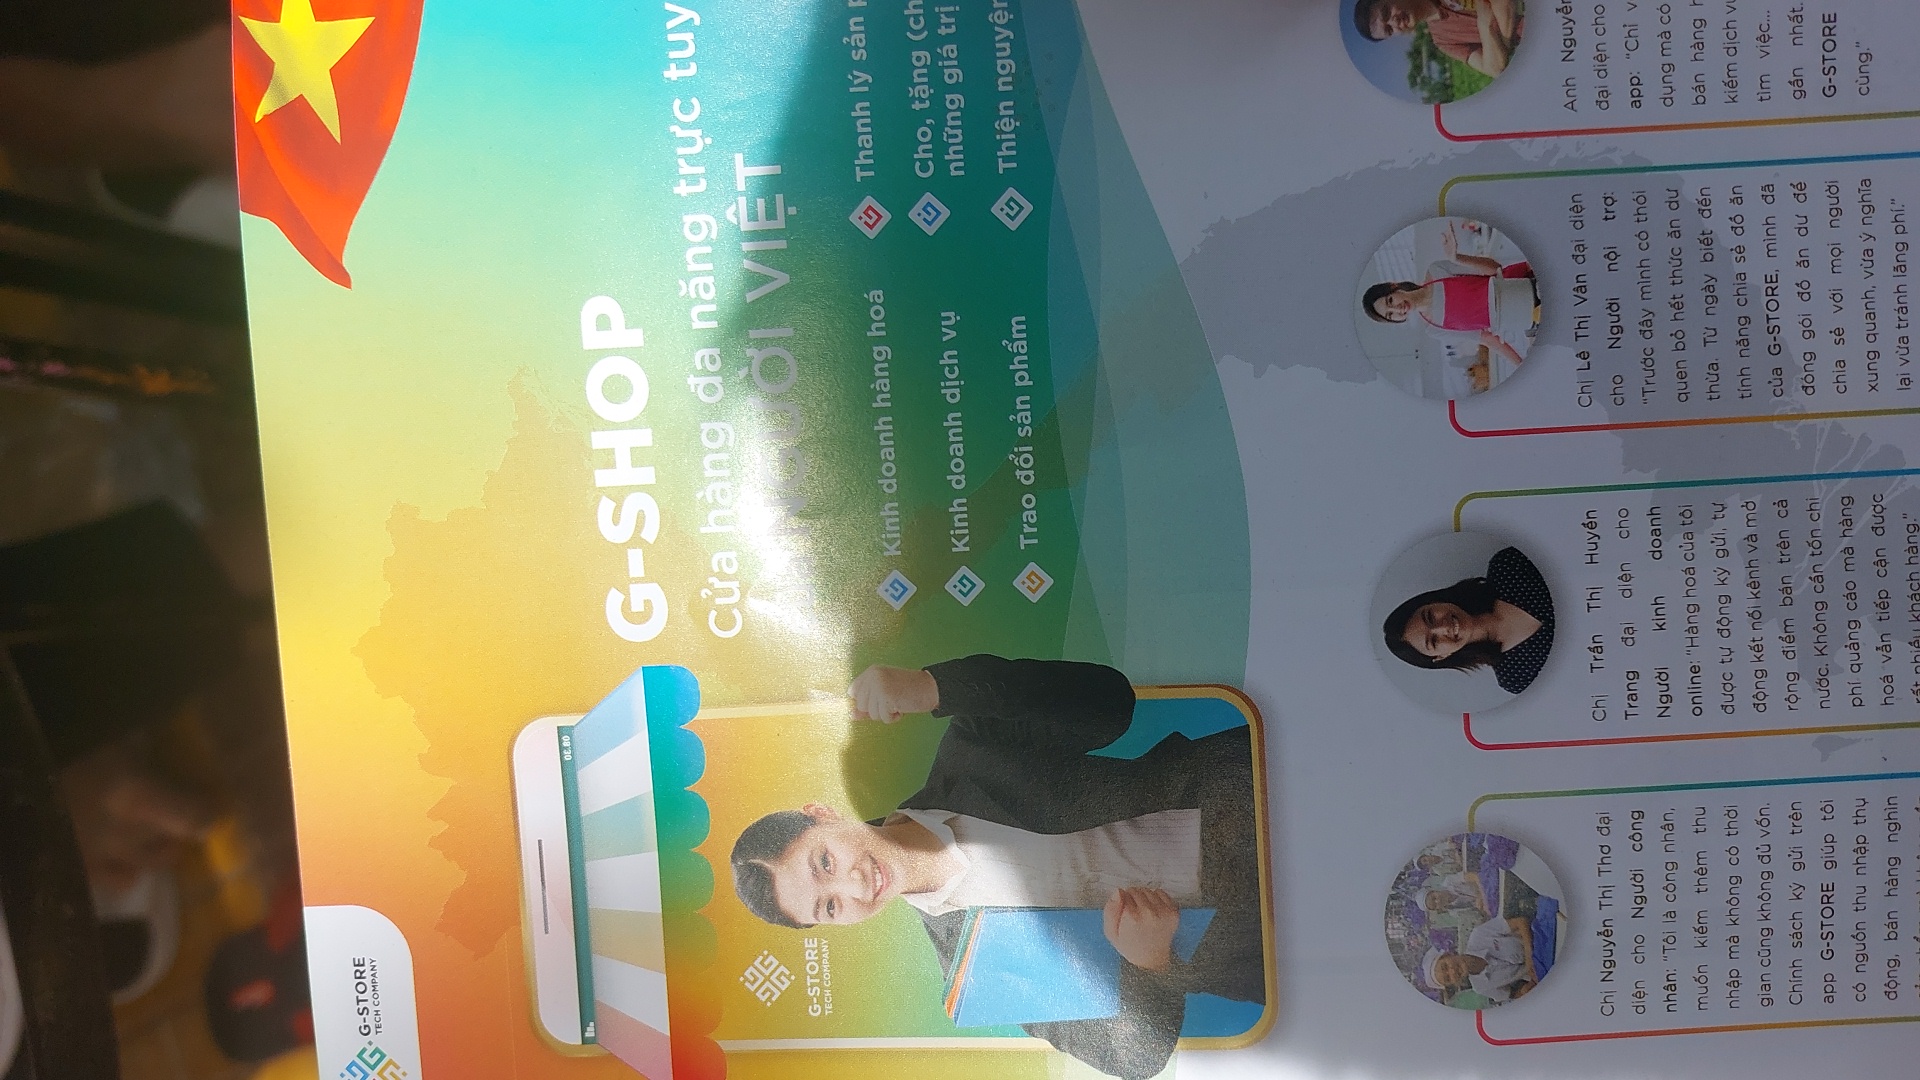 G-STORE
TECH COMPANY
08.30
G-SHOP
Cửa hàng đa năng trực
NGƯỜI VIỆT
G-STORE
TECH COMPANY
Kinh doanh hàng hoá
Kinh doanh dịch vụ
Trao đổi sản phẩm
Thanh lý sản
Cho, tặng
những giá trị
Thiện nguyện
Chị Nguyễn Thị Thơ đại
diện cho Người công
nhân: “Tôi là công nhân,
muốn kiếm thêm thu
nhập mà không có thời
gian cũng không đủ vốn.
Chính sách ký gửi trên
app G-STORE giúp tôi
có nguồn thu nhập thụ
động, bán hàng nghìn
Chị Trần Thị Huyền
Trang đại diện cho
Người kinh doanh
online: “Hàng hoá của tôi
được tự động ký gửi, tự
động kết nối kênh và mở
rộng điểm bán trên cả
nước. Không cần tốn chi
phí quảng cáo mà hàng
hoá vẫn tiếp cận được
rất nhiều khách hàng.”
Chị Lê Thị Vân đại diện
cho Người nội trợ:
“Trước đây mình có thói
quen bỏ hết thức ăn dư
thừa. Từ ngày biết đến
tính năng chia sẻ đồ ăn
của G-STORE, mình đã
đóng gói đồ ăn dư để
chia sẻ với mọi người
xung quanh, vừa ý nghĩa
lại vừa tránh lãng phí.”
Anh Nguyễn
đại diện cho
app: “Chỉ
dụng mà có
bán hàng
kiếm dịch vụ
tìm việc...
gần nhất.
G-STORE
cùng.”